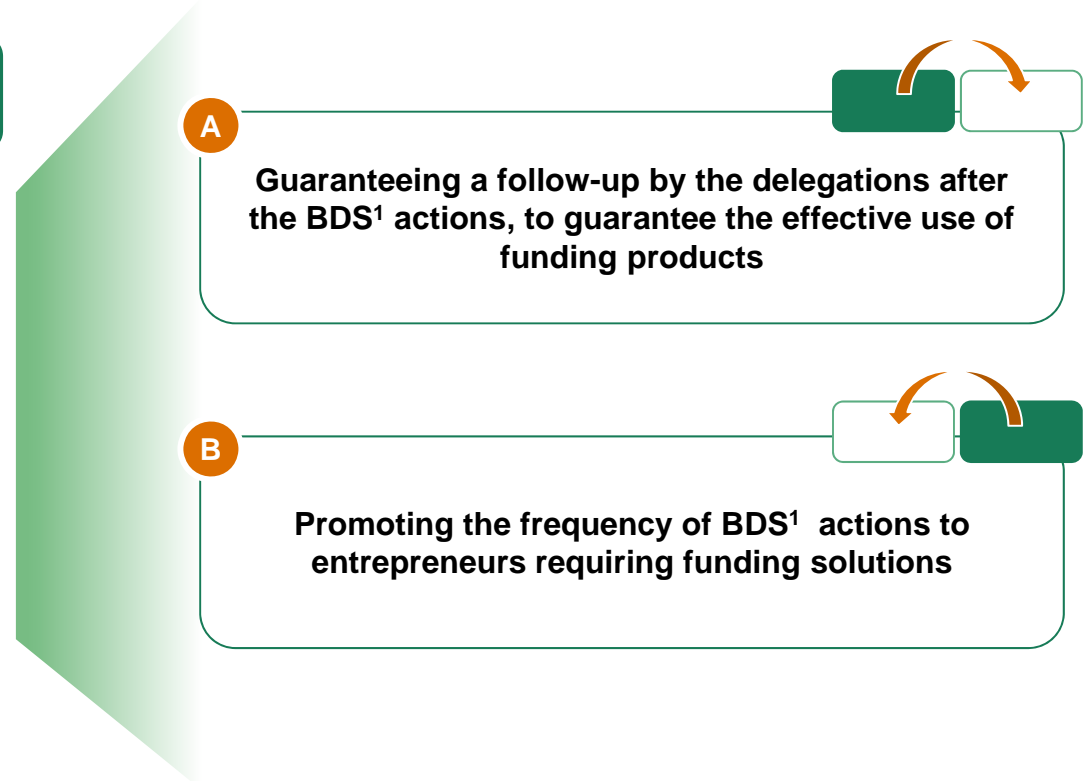 A
Guaranteeing a follow-up by the delegations after
the BDS¹ actions, to guarantee the effective use of
funding products
B
Promoting the frequency of BDS¹ actions to
entrepreneurs requiring funding solutions